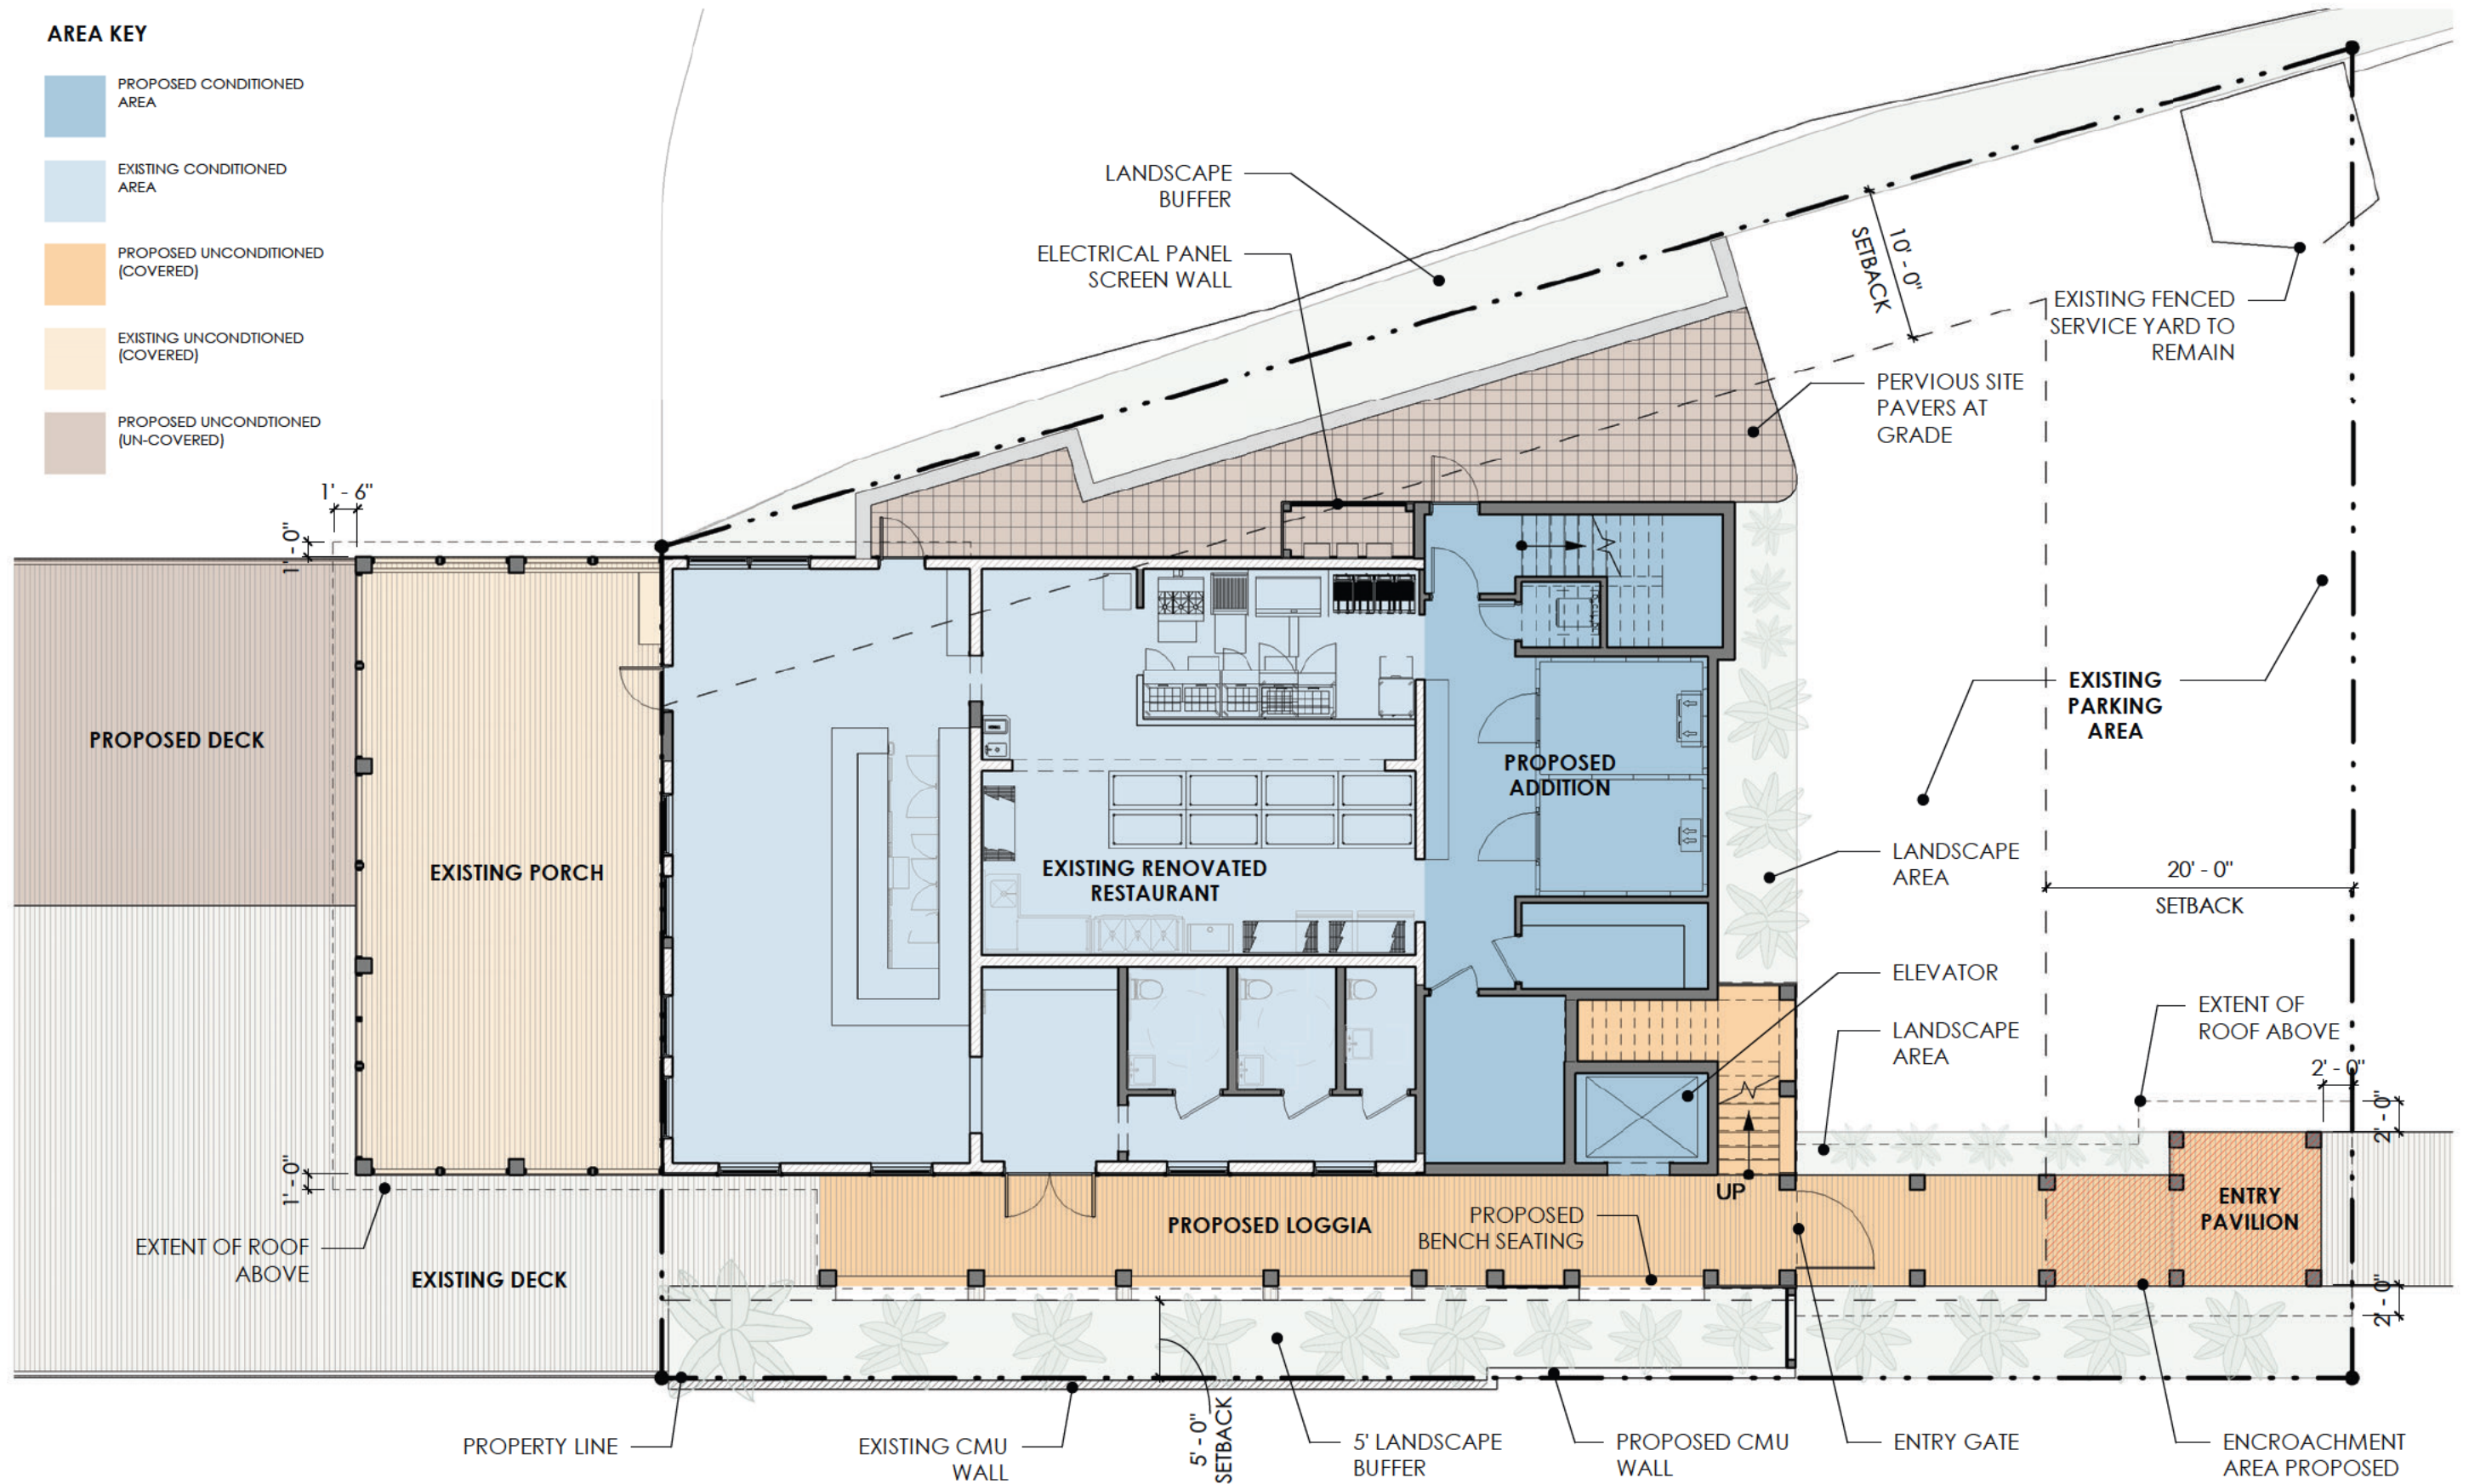 AREA KEY
PROPOSED CONDITIONED
AREA
EXISTING CONDITIONED
AREA
PROPOSED UNCONDITIONED
(COVERED)
EXISTING UNCONDTIONED
(COVERED)
PROPOSED UNCONDTIONED
(UN-COVERED)
LANDSCAPE
BUFFER
ELECTRICAL PANEL
SCREEN WALL
10' - 0"
SETBACK
EXISTING FENCED
SERVICE YARD TO
REMAIN
PERVIOUS SITE
PAVERS AT
GRADE
1' - 6"
1' - 0"
PROPOSED DECK
EXISTING PORCH
EXISTING RENOVATED
RESTAURANT
PROPOSED
ADDITION
EXISTING
PARKING
AREA
LANDSCAPE
AREA
20' - 0"
SETBACK
ELEVATOR
EXTENT OF
ROOF ABOVE
LANDSCAPE
AREA
2' - 0"
2' - 0"
1' - 0"
UP
ENTRY
PAVILION
PROPOSED LOGGIA
PROPOSED
BENCH SEATING
EXTENT OF ROOF
ABOVE
EXISTING DECK
2' - 0"
5' - 0"
SETBACK
PROPERTY LINE
EXISTING CMU
WALL
5' LANDSCAPE
BUFFER
PROPOSED CMU
WALL
ENTRY GATE
ENCROACHMENT
AREA PROPOSED